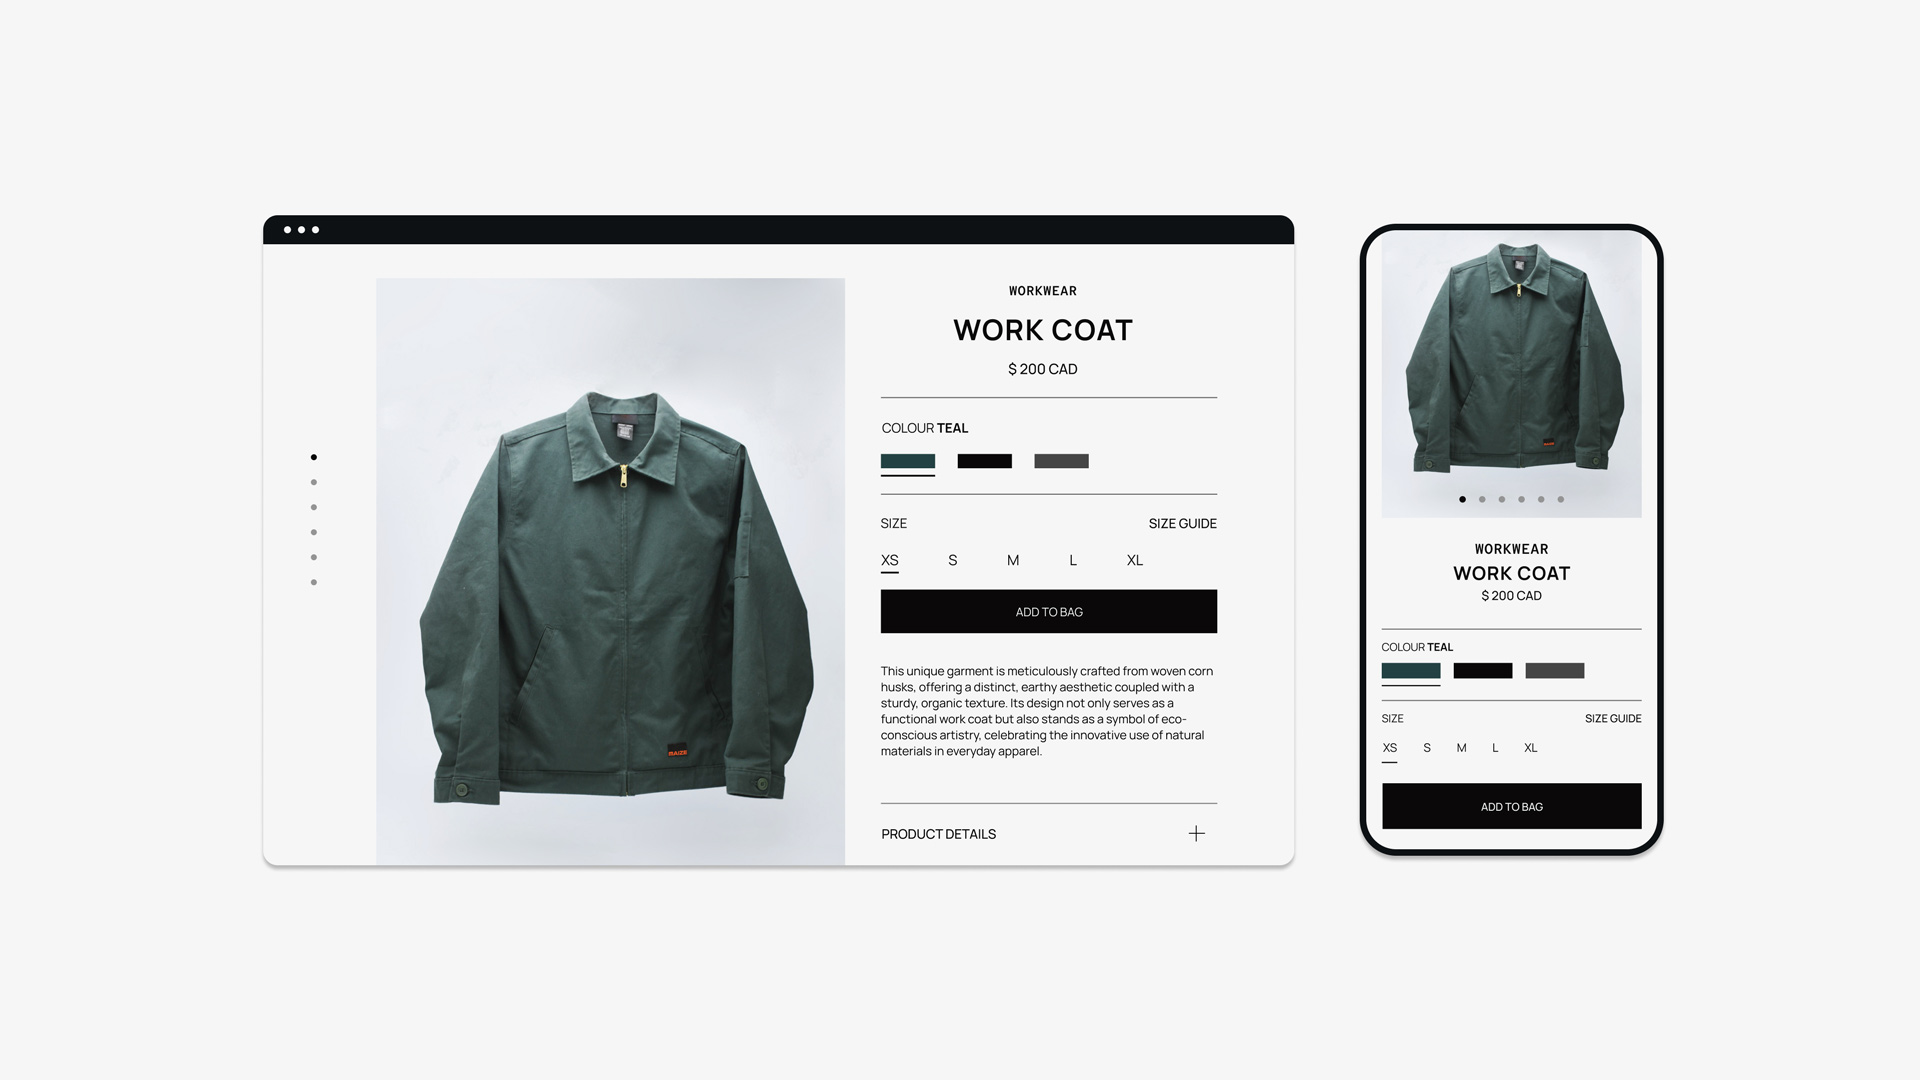 WORKWEAR
WORK COAT
$ 200 CAD
COLOUR TEAL
SIZE SIZE GUIDE
XS S M L XL
ADD TO BAG
This unique garment is meticulously crafted from woven corn
husks, offering a distinct, earthy aesthetic coupled with a
sturdy, organic texture. Its design not only serves as a
functional work coat but also stands as a symbol of eco-
conscious artistry, celebrating the innovative use of natural
materials in everyday apparel.
PRODUCT DETAILS
MAIZE
WORKWEAR
WORK COAT
$ 200 CAD
COLOUR TEAL
SIZE SIZE GUIDE
XS S M L XL
ADD TO BAG